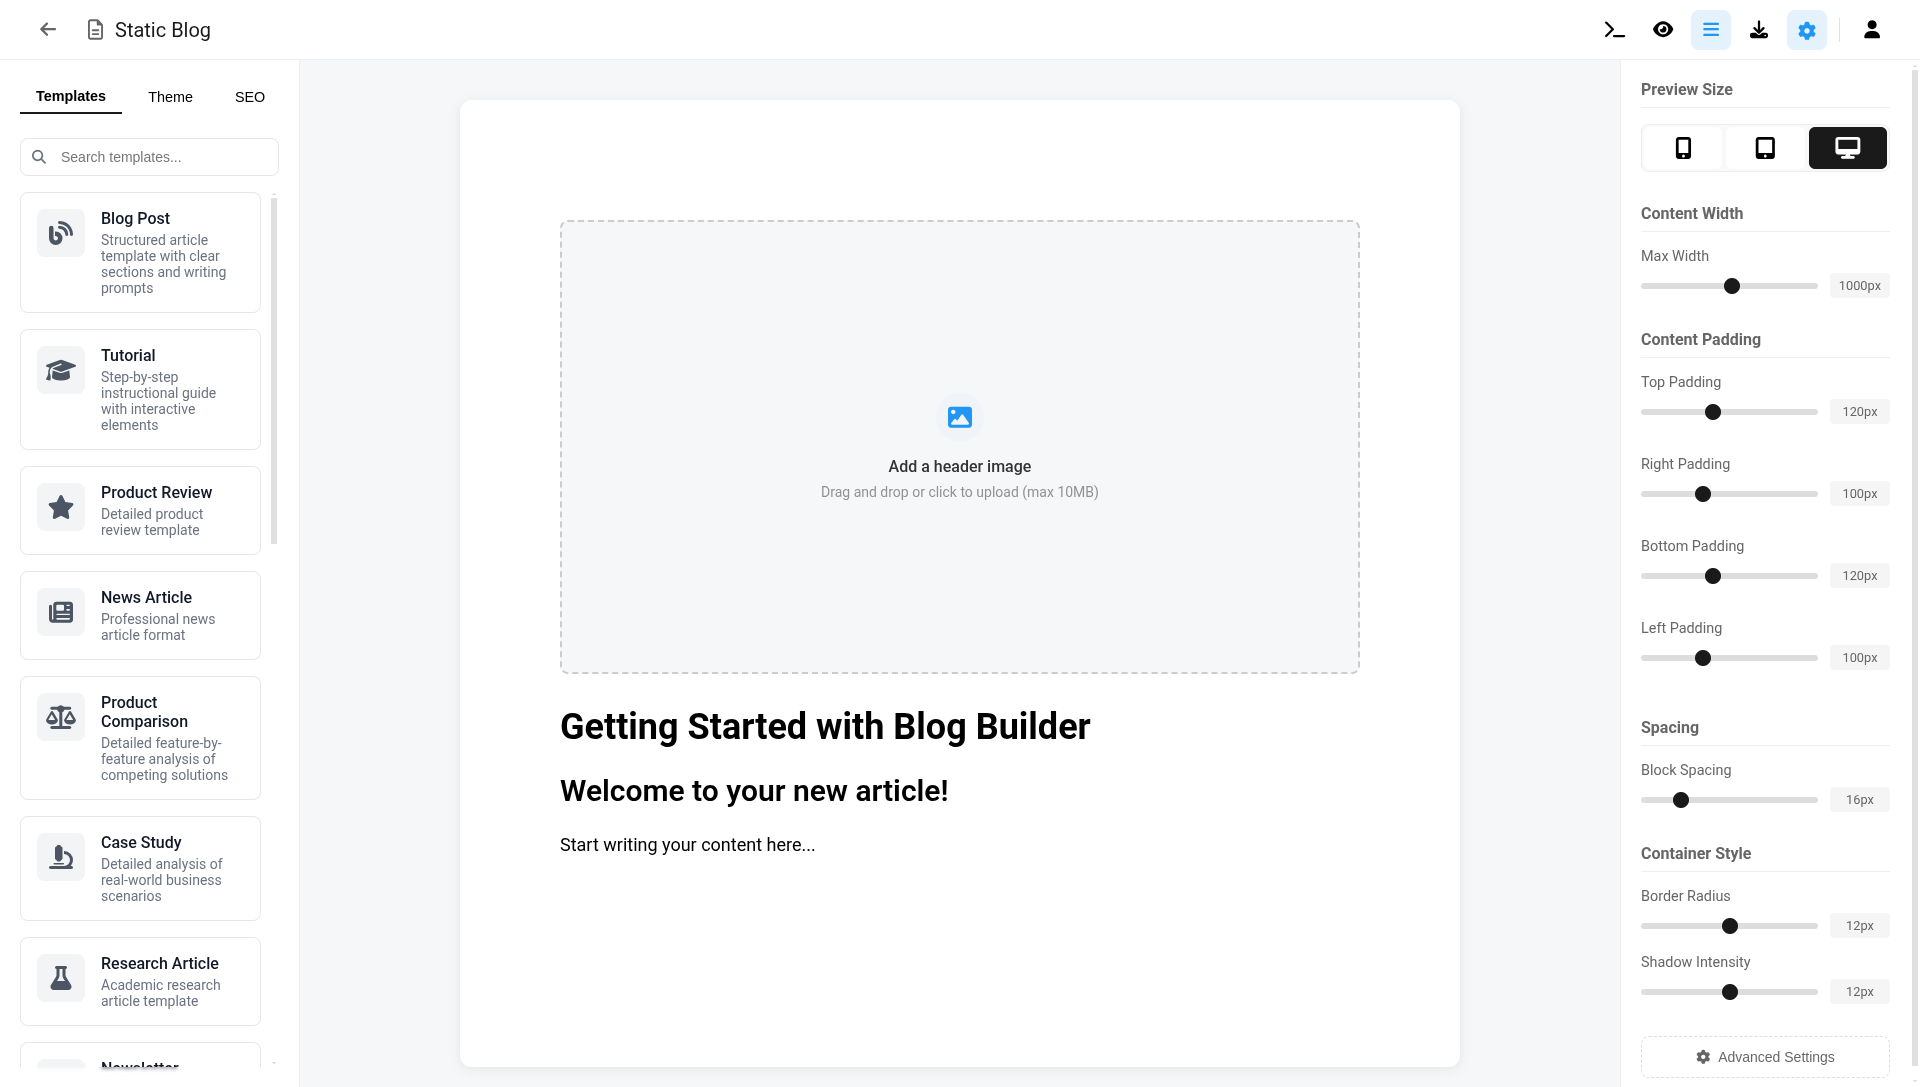 Static Blog
Templates
Theme
SEO
Search templates...
Blog Post
Structured article
template with clear
sections and writing
prompts
Tutorial
Step-by-step
instructional guide
with interactive
elements
Product Review
Detailed product
review template
News Article
Professional news
article format
Product
Comparison
Detailed feature-by-
feature analysis of
competing solutions
Case Study
Detailed analysis of
real-world business
scenarios
Research Article
Academic research
article template
Newsletter
Add a header image
Drag and drop or click to upload (max 10MB)
Getting Started with Blog Builder
Welcome to your new article!
Start writing your content here...
Preview Size
Content Width
Max Width
1000px
Content Padding
Top Padding
120px
Right Padding
100px
Bottom Padding
120px
Left Padding
100px
Spacing
Block Spacing
16px
Container Style
Border Radius
12px
Shadow Intensity
12px
Advanced Settings